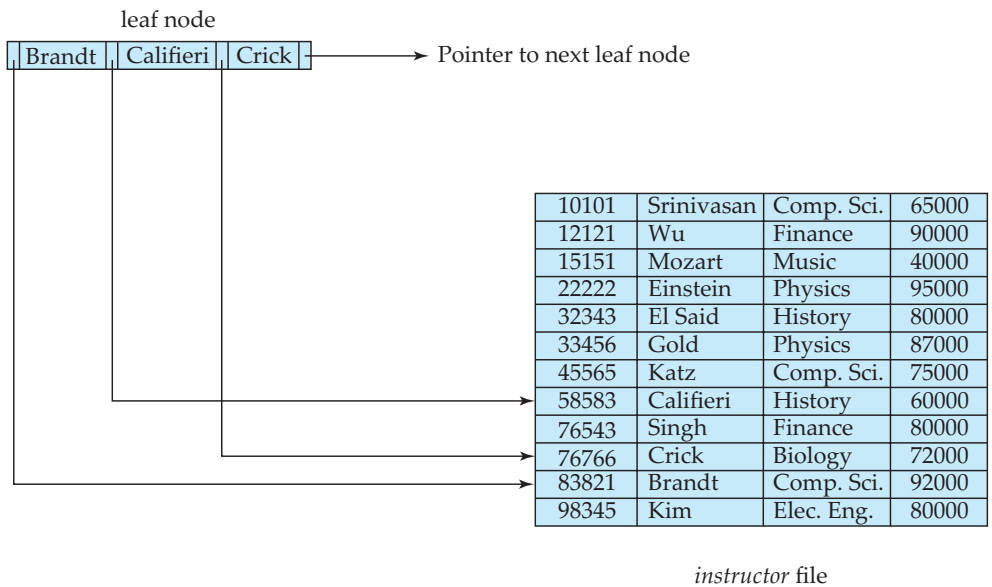 leaf node
Brandt Califieri Crick Pointer to next leaf node
10101 Srinivasan Comp. Sci. 65000
12121 Wu Finance 90000
15151 Mozart Music 40000
22222 Einstein Physics 95000
32343 El Said History 80000
33456 Gold Physics 87000
45565 Katz Comp. Sci. 75000
58583 Califieri History 60000
76543 Singh Finance 80000
76766 Crick Biology 72000
83821 Brandt Comp. Sci. 92000
98345 Kim Elec. Eng. 80000
instructor file